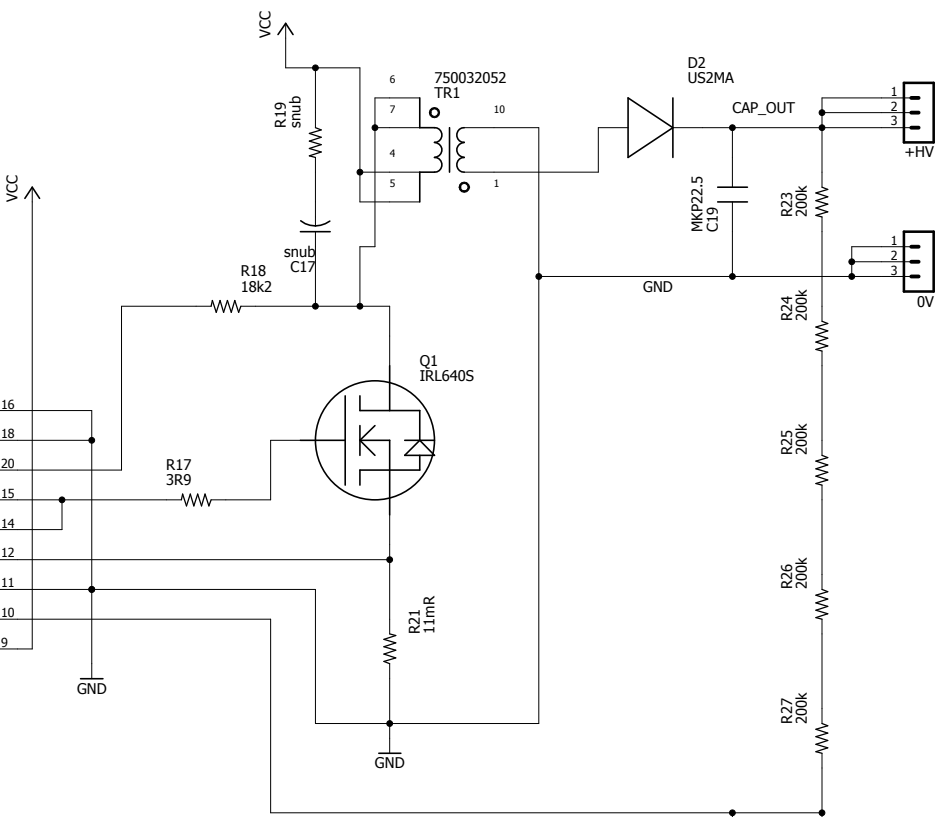 VCC
R19
snub
6
7
4
5
750032052
TR1
10
1
D2
US2MA
CAP_OUT
1
2
3
+HV
VCC
snub
C17
MKP22.5
C19
R23
200k
1
2
3
0V
R18
18k2
GND
R24
200k
Q1
IRL640S
16
18
20
15
14
12
11
10
9
R17
3R9
R25
200k
R26
200k
R21
11mR
GND
R27
200k
GND